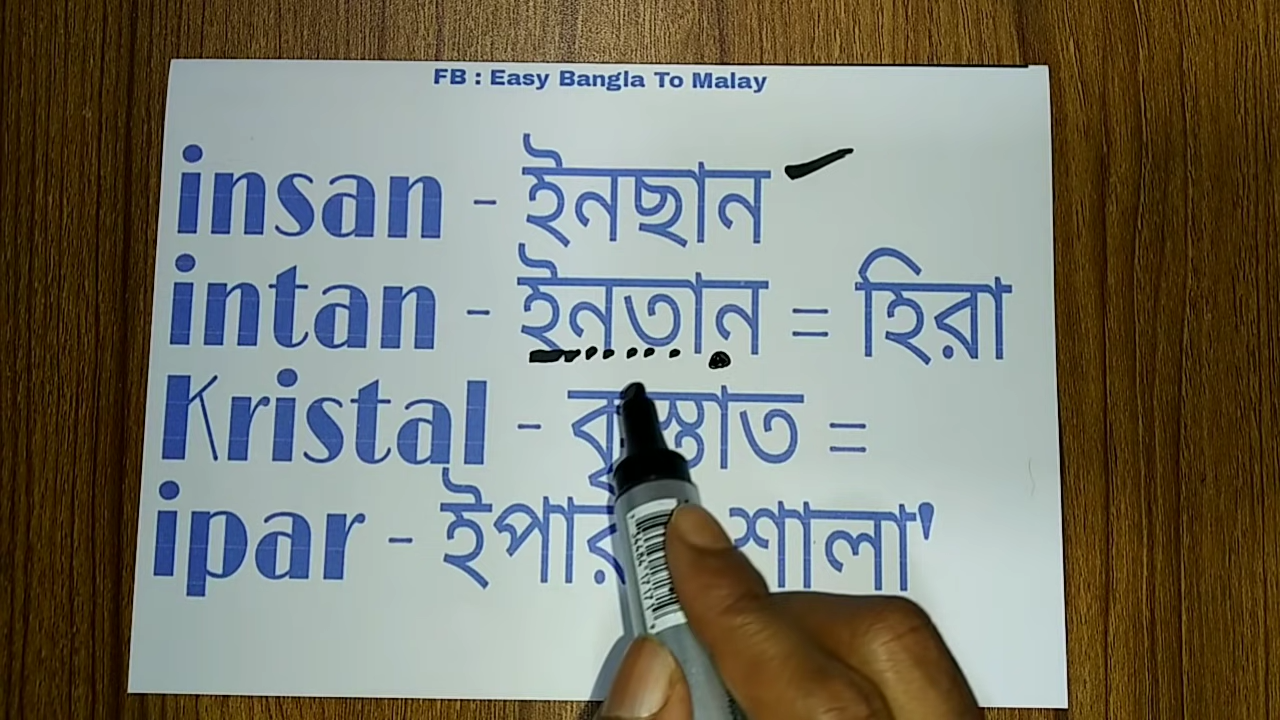 FB : Easy Bangla To Malay
insan - ইনছান
intan - ইনতান = হিরা
Kristal - কৃস্তাত =
ipar - ইপার শালা'